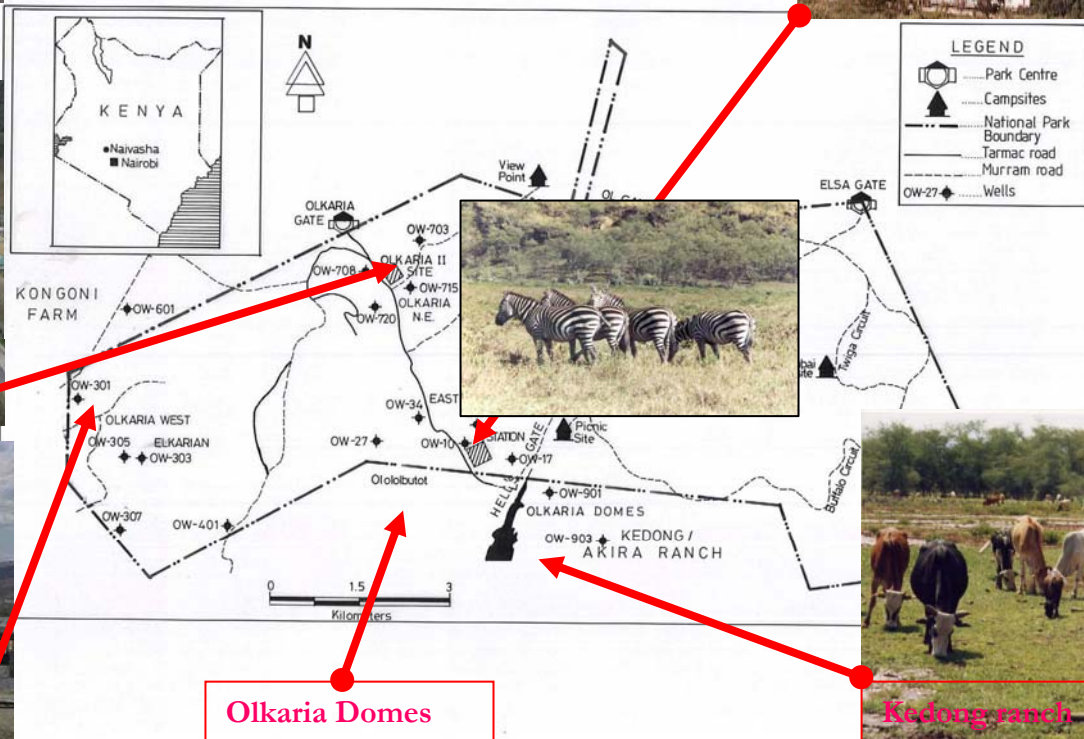 LEGEND
Park Centre
Campsites
National Park
Boundary
Tarmac road
Murram road
OW-27 Wells
KENYA
Naivasha
Nairobi
N
View
Point
ELSA GATE
OLKARIA
GATE
OW-703
OW-708
OLKARIA II
SITE
OW-715
OLKARIA
N.E.
OW-720
KONGONI
FARM
OW-601
Twiga Circuit
OW-301
OLKARIA WEST
OW-305
ELKARIAN
OW-303
OW-34
EAST
OW-27
OW-10
STATION
Picnic
Site
OW-17
Ololbutot
HELLS GATE
OW-901
OLKARIA DOMES
Buffalo Circuit
OW-307
OW-401
OW-903
KEDONG/
AKIRA RANCH
0 1.5 3
Kilometers
Olkaria Domes
Kedong ranch